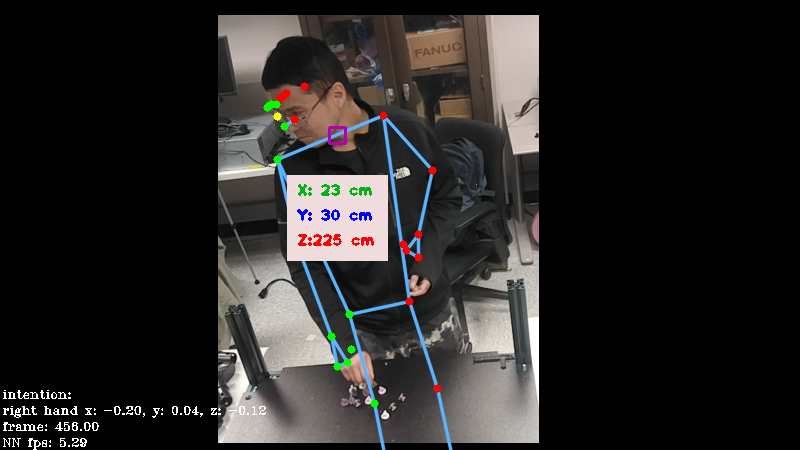 FANUC
X: 23 cm
Y: 30 cm
Z:225 cm
intention:
right hand x: -0.20, y: 0.04, z: -0.12
frame: 456.00
NN fps: 5.29